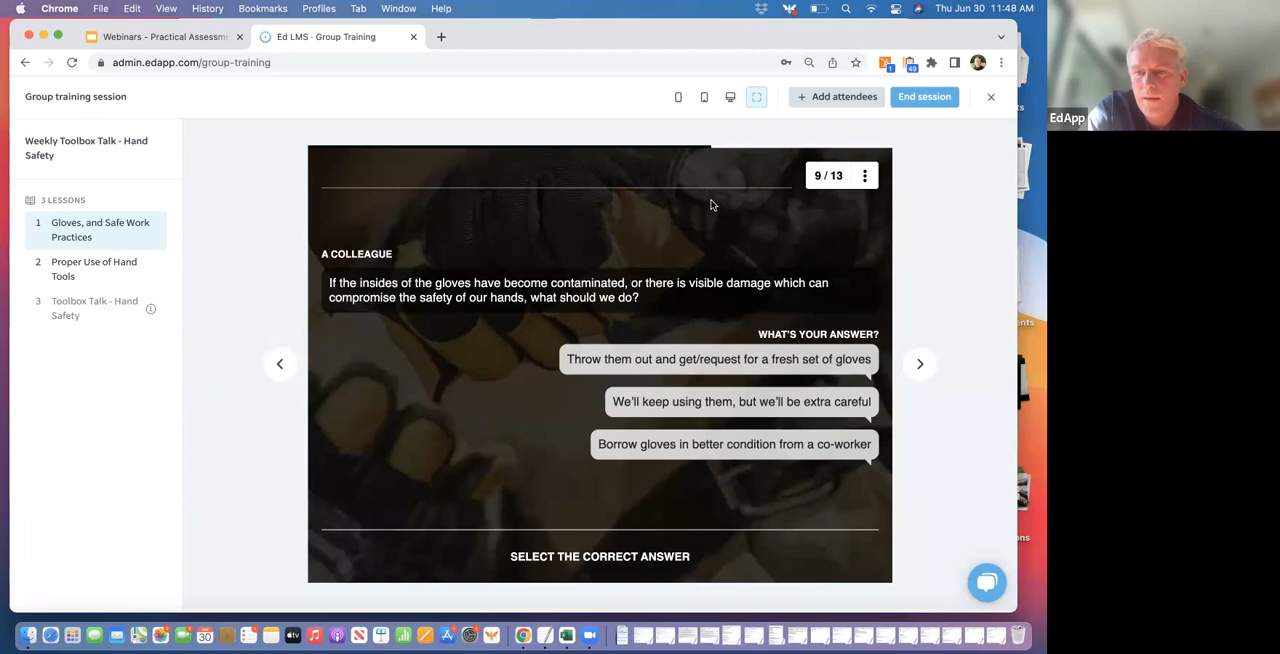 Chrome File Edit View History Bookmarks Profiles Tab Window Help Thu Jun 30 11:48 AM
Webinars - Practical Assessm Ed LMS - Group Training
admin.edapp.com/group-training
1 49
Group training session
Add attendees End session
EdApp
Weekly Toolbox Talk - Hand
Safety
3 LESSONS
1 Gloves, and Safe Work
Practices
2 Proper Use of Hand
Tools
3 Toolbox Talk - Hand
Safety
9 / 13
A COLLEAGUE
If the insides of the gloves have become contaminated, or there is visible damage which can
compromise the safety of our hands, what should we do?
WHAT'S YOUR ANSWER?
Throw them out and get/request for a fresh set of gloves
We'll keep using them, but we'll be extra careful
Borrow gloves in better condition from a co-worker
SELECT THE CORRECT ANSWER
ts
ents
ons
30